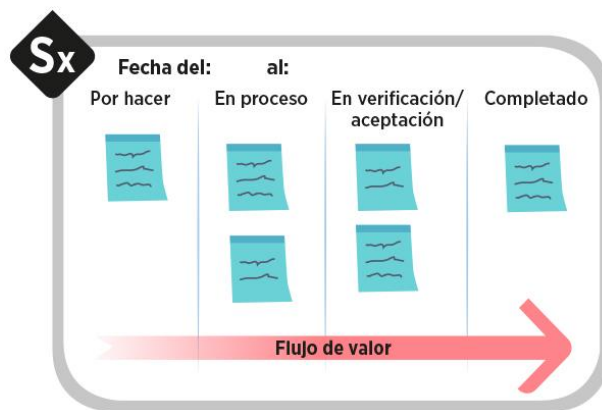 Sx
Fecha del: al:
Por hacer
En proceso
En verificación/
aceptación
Completado
Flujo de valor